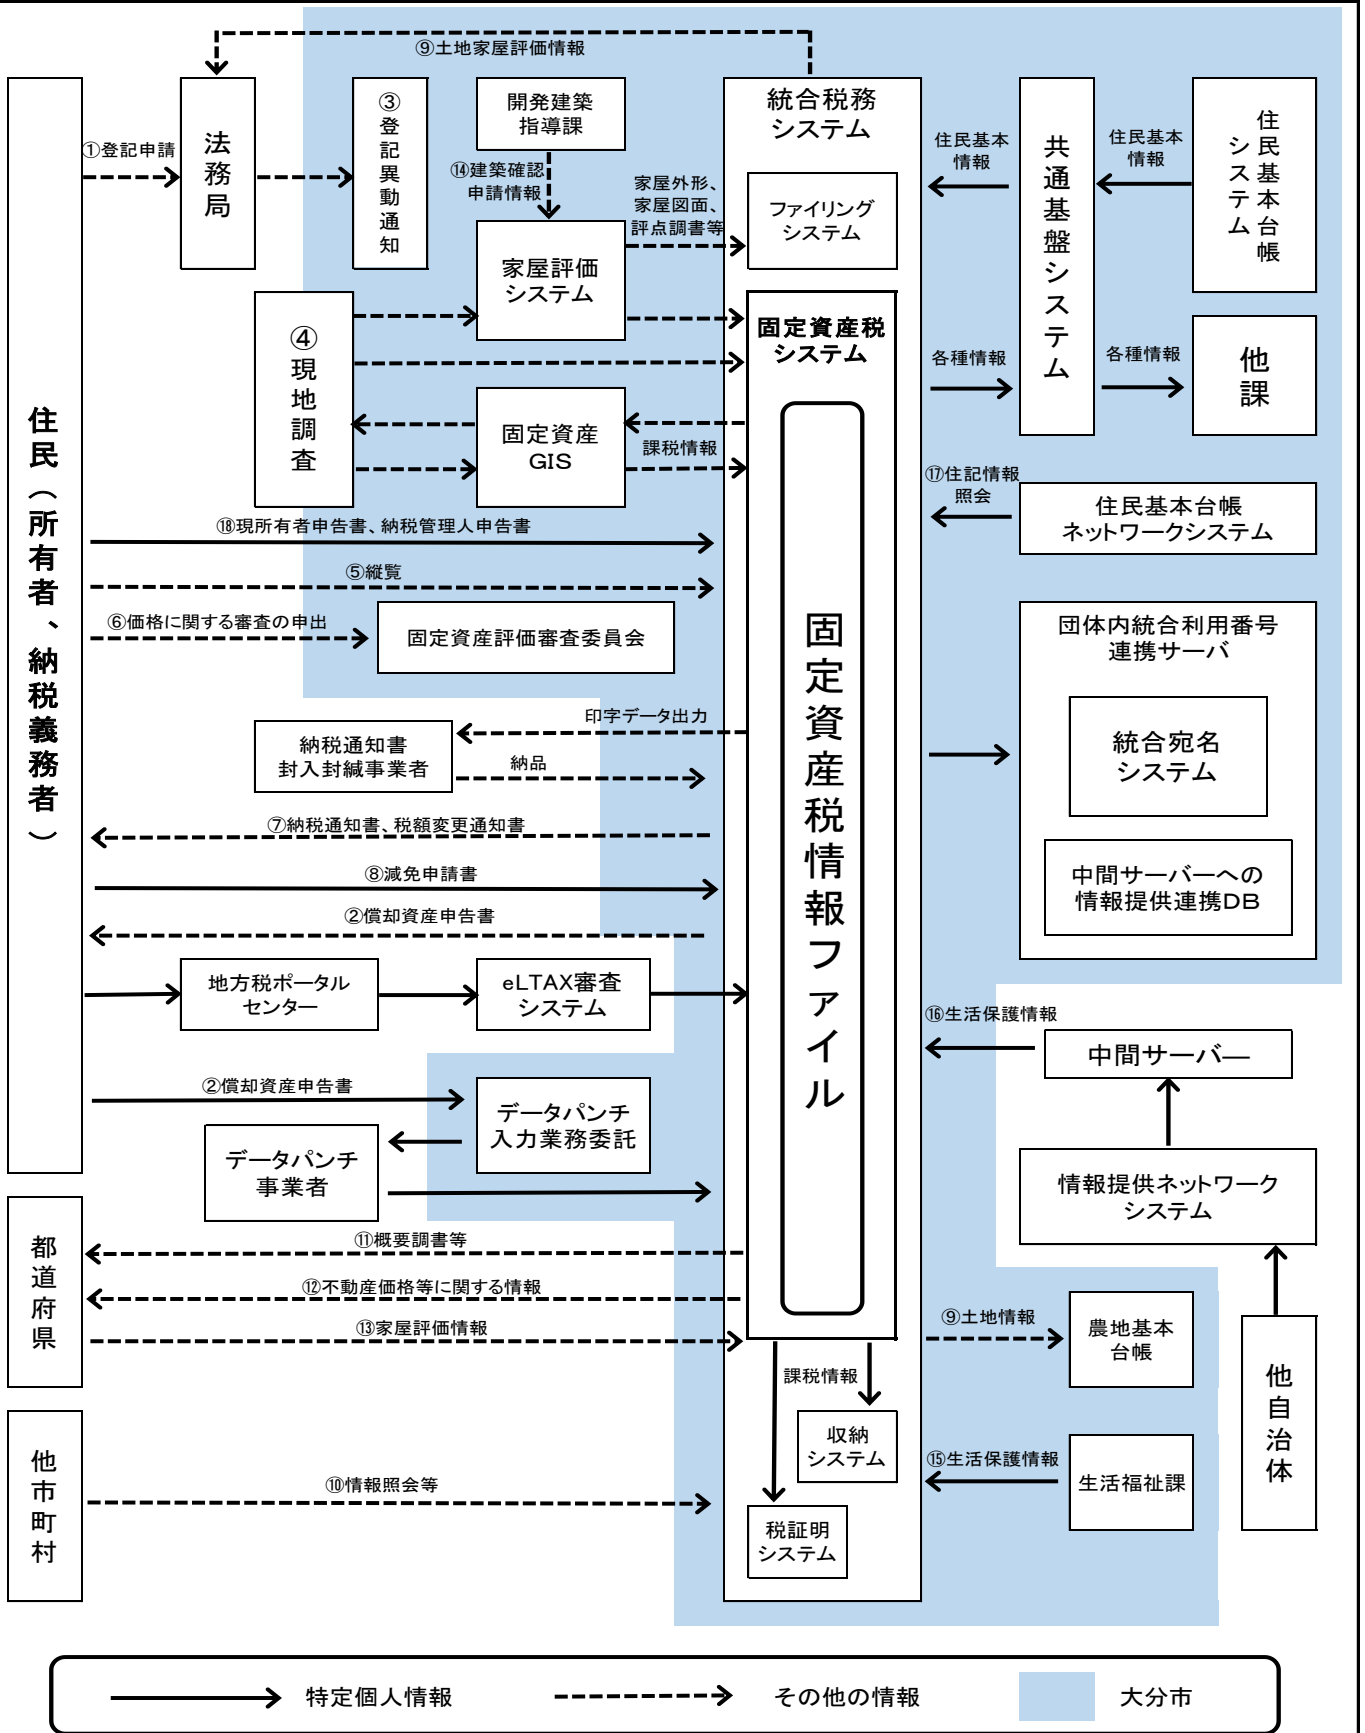 ⑨土地家屋評価情報
住民（所有者、納税義務者）
①登記申請
法務局
③登記異動通知
開発建築
指導課
⑭建築確認
申請情報
家屋外形、
家屋図面、
評点調書等
家屋評価
システム
④現地調査
固定資産
GIS
課税情報
統合税務
システム
ファイリング
システム
固定資産税
システム
固定資産税情報ファイル
住民基本
情報
共通基盤システム
住民基本
情報
住民基本台帳
システム
各種情報
各種情報
他課
⑰住記情報
照会
住民基本台帳
ネットワークシステム
⑱現所有者申告書、納税管理人申告書
⑤縦覧
⑥価格に関する審査の申出
固定資産評価審査委員会
団体内統合利用番号
連携サーバ
統合宛名
システム
中間サーバーへの
情報提供連携DB
印字データ出力
納税通知書
封入封緘事業者
納品
⑦納税通知書、税額変更通知書
⑧減免申請書
②償却資産申告書
地方税ポータル
センター
eLTAX審査
システム
⑯生活保護情報
中間サーバ―
②償却資産申告書
データパンチ
入力業務委託
データパンチ
事業者
情報提供ネットワーク
システム
都道府県
⑪概要調書等
⑫不動産価格等に関する情報
⑬家屋評価情報
⑨土地情報
農地基本
台帳
他自治体
課税情報
収納
システム
⑮生活保護情報
生活福祉課
他市町村
⑩情報照会等
税証明
システム
特定個人情報
その他の情報
大分市